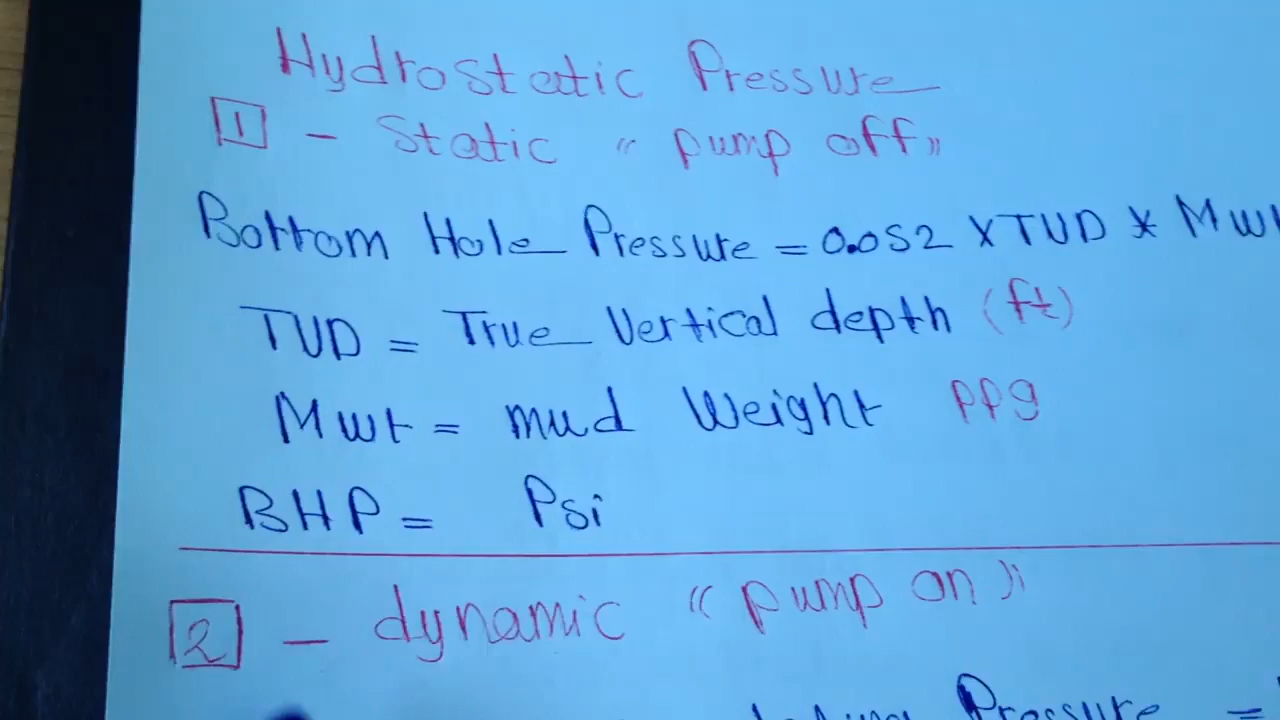 Hydrostatic Pressure
1 - Static " pump off"
Bottom Hole Pressure = 0.052 X TVD * Mwt
TVD = True Vertical depth (ft)
Mwt = mud Weight ppg
BHP = Psi
2 - dynamic " pump on "
Pressure =